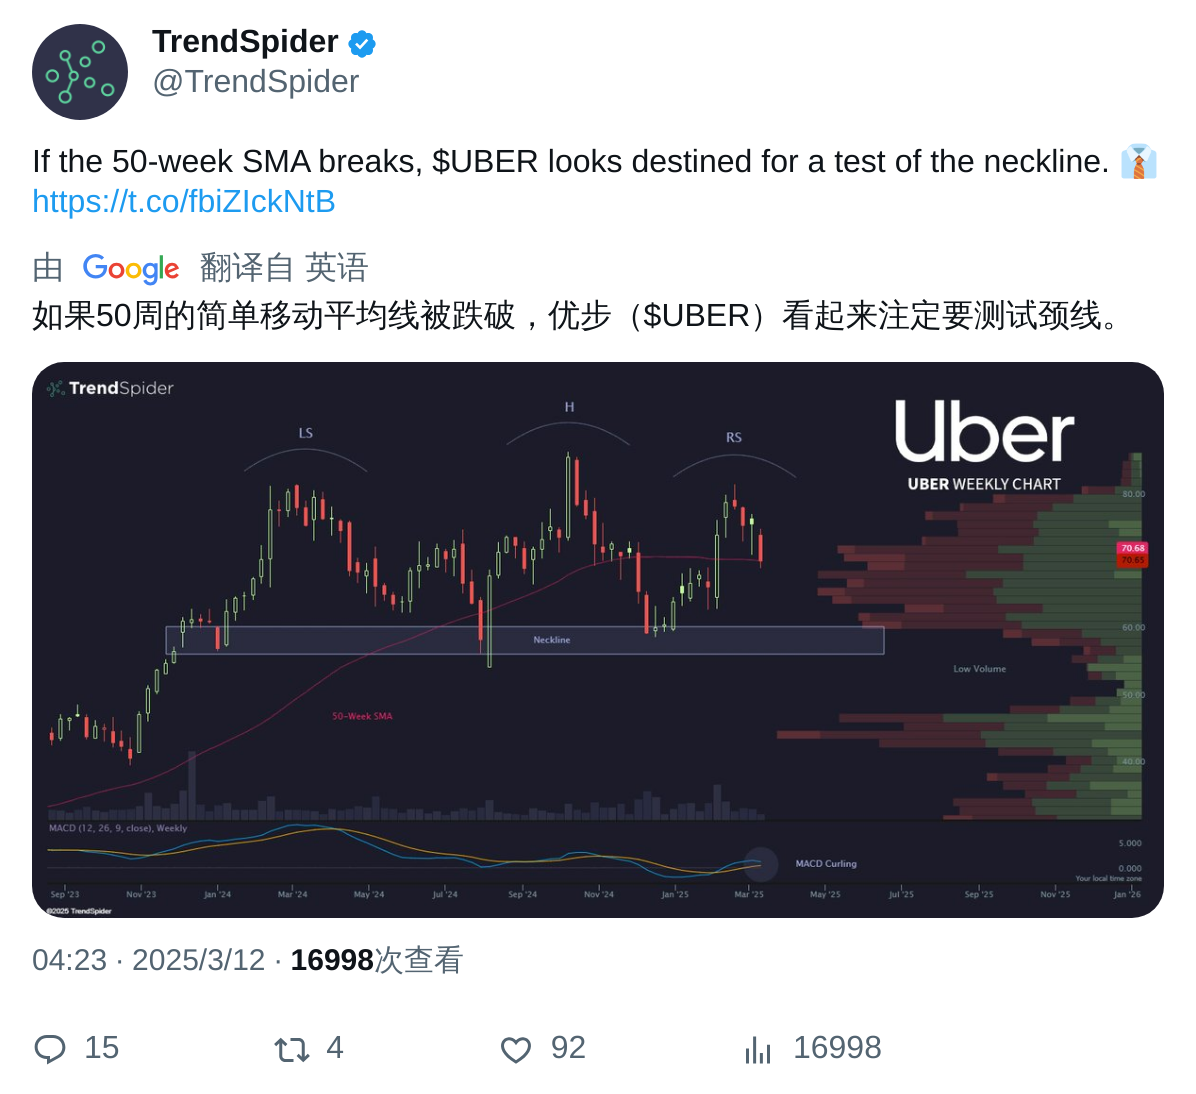 TrendSpider
@TrendSpider
If the 50-week SMA breaks, $UBER looks destined for a test of the neckline. 👔
https://t.co/fbiZIckNtB
由 Google 翻译自 英语
如果50周的简单移动平均线被跌破，优步（$UBER）看起来注定要测试颈线。
TrendSpider
LS
H
RS
Uber
UBER WEEKLY CHART
80.00
70.68
70.65
60.00
Neckline
Low Volume
50.00
50-Week SMA
40.00
MACD (12, 26, 9, close), Weekly
5.000
MACD Curling
0.000
Your local time zone
Sep '23 Nov '23 Jan '24 Mar '24 May '24 Jul '24 Sep '24 Nov '24 Jan '25 Mar '25 May '25 Jul '25 Sep '25 Nov '25 Jan '26
©2025 TrendSpider
04:23 · 2025/3/12 · 16998次查看
15 4 92 16998